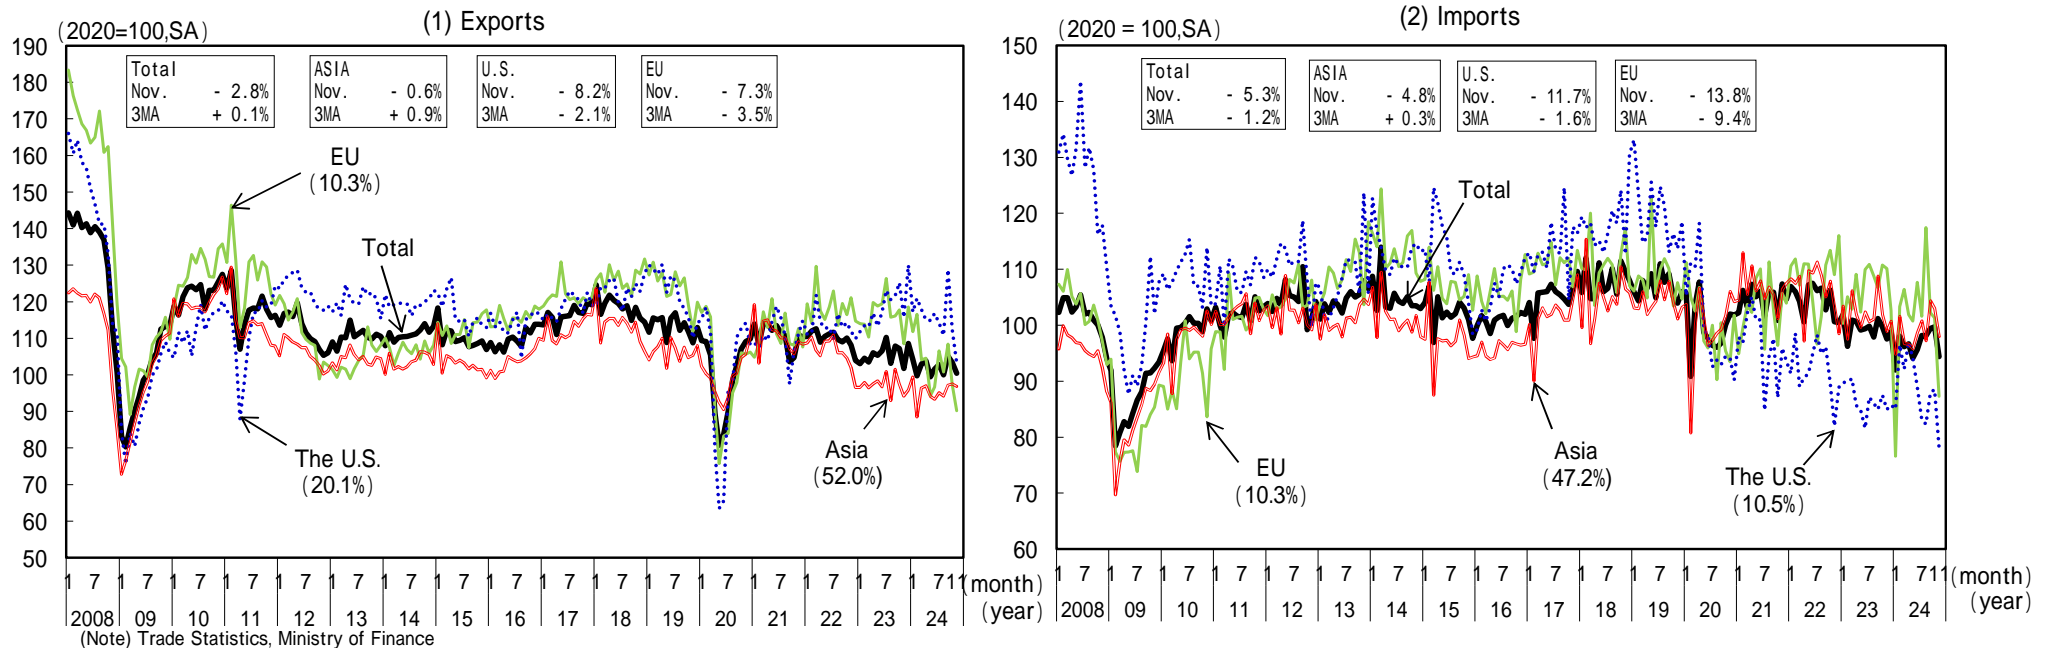 (1) Exports
(2020=100,SA)
190
180
170
160
150
140
130
120
110
100
90
80
70
60
50
Total
Nov. - 2.8%
3MA + 0.1%
ASIA
Nov. - 0.6%
3MA + 0.9%
U.S.
Nov. - 8.2%
3MA - 2.1%
EU
Nov. - 7.3%
3MA - 3.5%
EU
(10.3%)
Total
The U.S.
(20.1%)
Asia
(52.0%)
1 7 1 7 1 7 1 7 1 7 1 7 1 7 1 7 1 7 1 7 1 7 1 7 1 7 1 7 1 7 1 7 1 7 11 (month)
2008 09 10 11 12 13 14 15 16 17 18 19 20 21 22 23 24 (year)
(Note) Trade Statistics, Ministry of Finance
(2) Imports
(2020 = 100,SA)
150
140
130
120
110
100
90
80
70
60
Total
Nov. - 5.3%
3MA - 1.2%
ASIA
Nov. - 4.8%
3MA + 0.3%
U.S.
Nov. - 11.7%
3MA - 1.6%
EU
Nov. - 13.8%
3MA - 9.4%
Total
EU
(10.3%)
Asia
(47.2%)
The U.S.
(10.5%)
1 7 1 7 1 7 1 7 1 7 1 7 1 7 1 7 1 7 1 7 1 7 1 7 1 7 1 7 1 7 1 7 1 7 11 (month)
2008 09 10 11 12 13 14 15 16 17 18 19 20 21 22 23 24 (year)